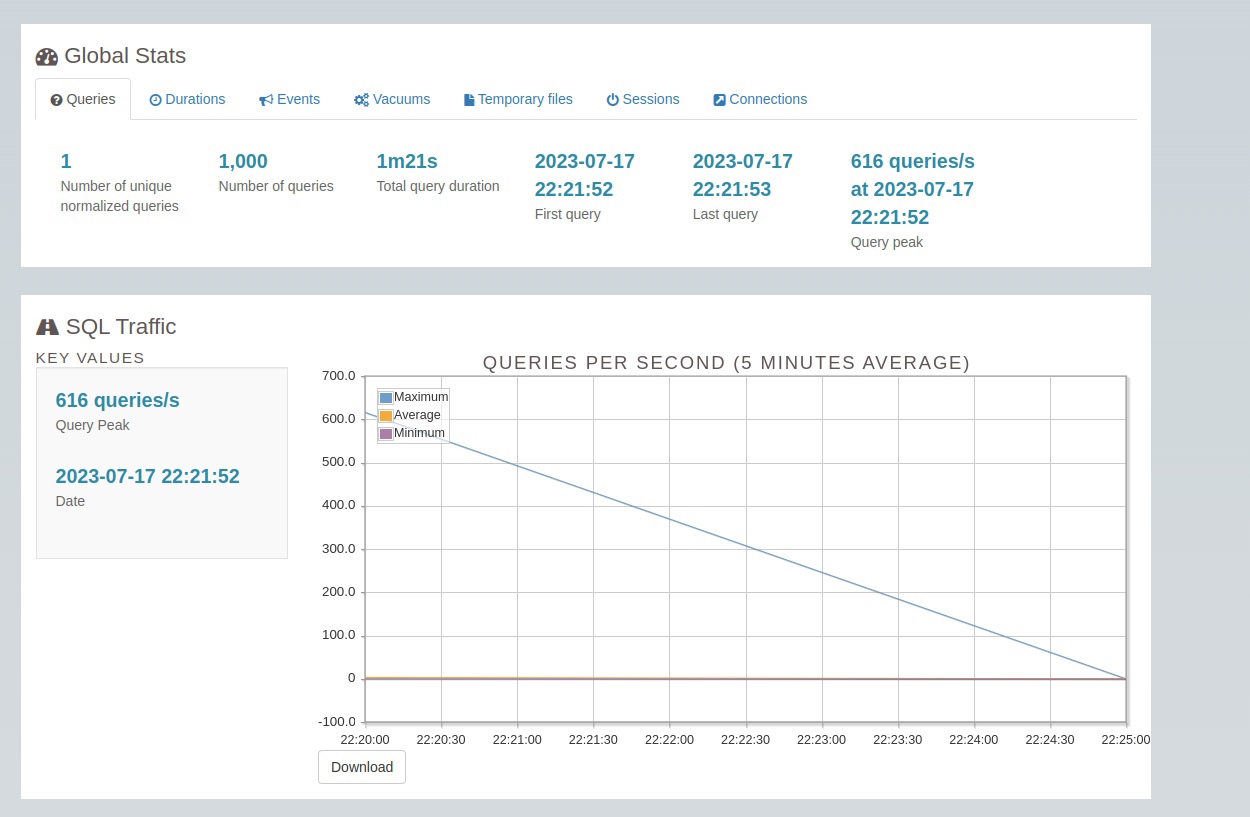 Global Stats
Queries
Durations
Events
Vacuums
Temporary files
Sessions
Connections
1
Number of unique
normalized queries
1,000
Number of queries
1m21s
Total query duration
2023-07-17
22:21:52
First query
2023-07-17
22:21:53
Last query
616 queries/s
at 2023-07-17
22:21:52
Query peak
SQL Traffic
KEY VALUES
616 queries/s
Query Peak
2023-07-17 22:21:52
Date
QUERIES PER SECOND (5 MINUTES AVERAGE)
Maximum
Average
Minimum
700.0
600.0
500.0
400.0
300.0
200.0
100.0
0
-100.0
22:20:00
22:20:30
22:21:00
22:21:30
22:22:00
22:22:30
22:23:00
22:23:30
22:24:00
22:24:30
22:25:00
Download